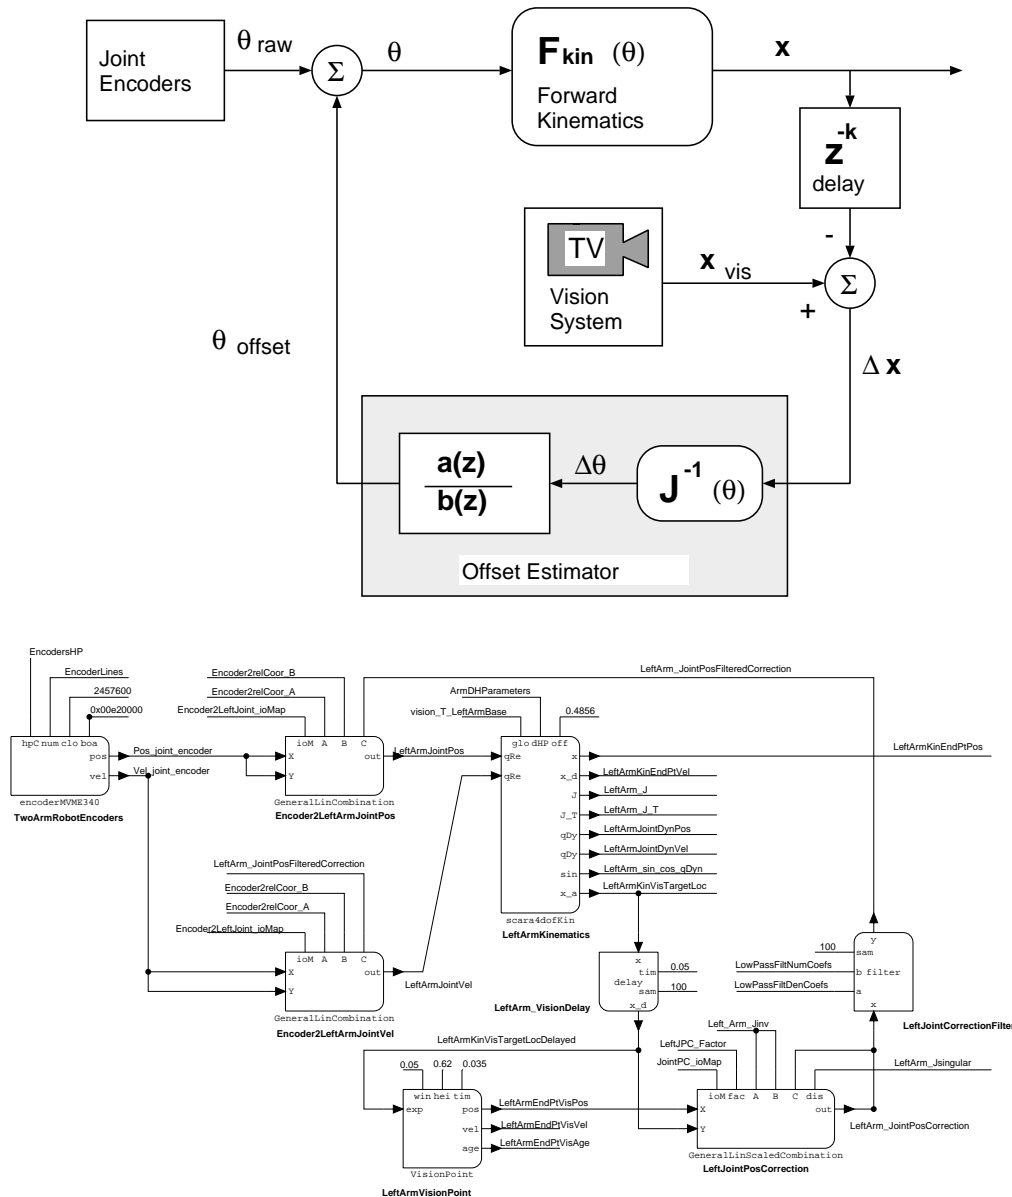 Joint
Encoders
θ raw
Σ
θ
Fkin (θ)
Forward
Kinematics
x
z-k
delay
-
TV
Vision
System
x vis
Σ
+
θ offset
Δ x
a(z)
b(z)
Δθ
J-1 (θ)
Offset Estimator
EncodersHP
EncoderLines
2457600
0x00e20000
hpC num clo boa
pos
vel
encoderMVME340
TwoArmRobotEncoders
Pos_joint_encoder
Vel_joint_encoder
Encoder2relCoor_B
Encoder2relCoor_A
Encoder2LeftJoint_ioMap
ioM A B C
X
out
Y
GeneralLinCombination
Encoder2LeftArmJointPos
LeftArmJointPos
LeftArm_JointPosFilteredCorrection
ArmDHParameters
vision_T_LeftArmBase
0.4856
glo dHP off
qRe
qRe
x
x_d
J
J_T
qDy
qDy
sin
x_a
scara4dofKin
LeftArmKinematics
LeftArmKinEndPtPos
LeftArmKinEndPtVel
LeftArm_J
LeftArm_J_T
LeftArmJointDynPos
LeftArmJointDynVel
LeftArm_sin_cos_qDyn
LeftArmKinVisTargetLoc
LeftArm_JointPosFilteredCorrection
Encoder2relCoor_B
Encoder2relCoor_A
Encoder2LeftJoint_ioMap
ioM A B C
X
out
Y
GeneralLinCombination
Encoder2LeftArmJointVel
LeftArmJointVel
x
tim
delay
sam
x_d
0.05
100
LeftArm_VisionDelay
y
sam
b filter
a
x
100
LowPassFiltNumCoefs
LowPassFiltDenCoefs
LeftJointCorrectionFilte
LeftArmKinVisTargetLocDelayed
0.05
0.62
0.035
win hei tim
exp
pos
vel
age
VisionPoint
LeftArmVisionPoint
LeftArmEndPtVisPos
LeftArmEndPtVisVel
LeftArmEndPtVisAge
Left_Arm_Jinv
LeftJPC_Factor
JointPC_ioMap
ioM fac A B C dis
X
out
Y
GeneralLinScaledCombination
LeftJointPosCorrection
LeftArm_Jsingular
LeftArm_JointPosCorrection